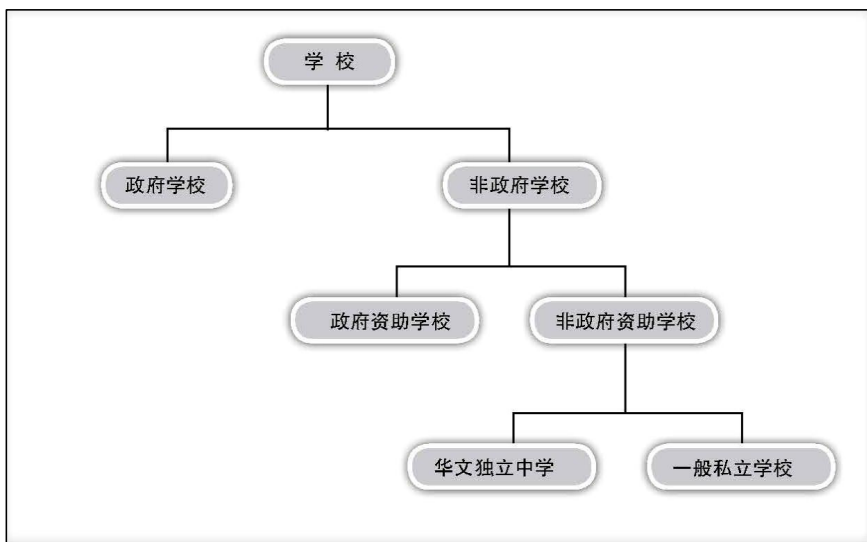 学 校
政府学校
非政府学校
政府资助学校
非政府资助学校
华文独立中学
一般私立学校